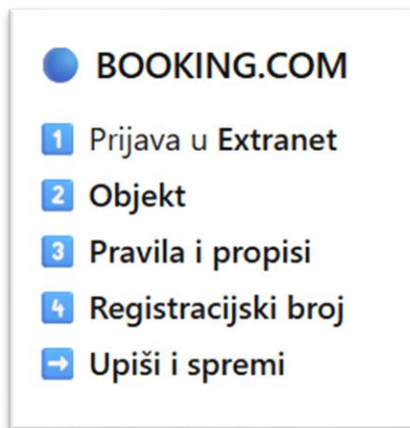 🔵 BOOKING.COM
1️⃣ Prijava u Extranet
2️⃣ Objekt
3️⃣ Pravila i propisi
4️⃣ Registracijski broj
➡️ Upiši i spremi